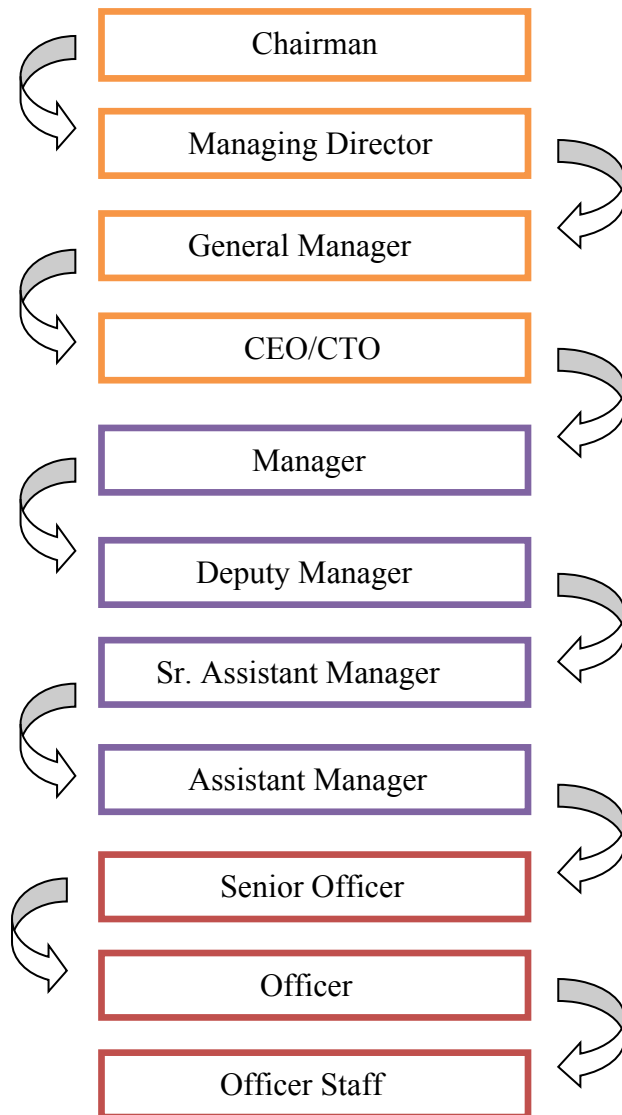 Chairman
Managing Director
General Manager
CEO/CTO
Manager
Deputy Manager
Sr. Assistant Manager
Assistant Manager
Senior Officer
Officer
Officer Staff